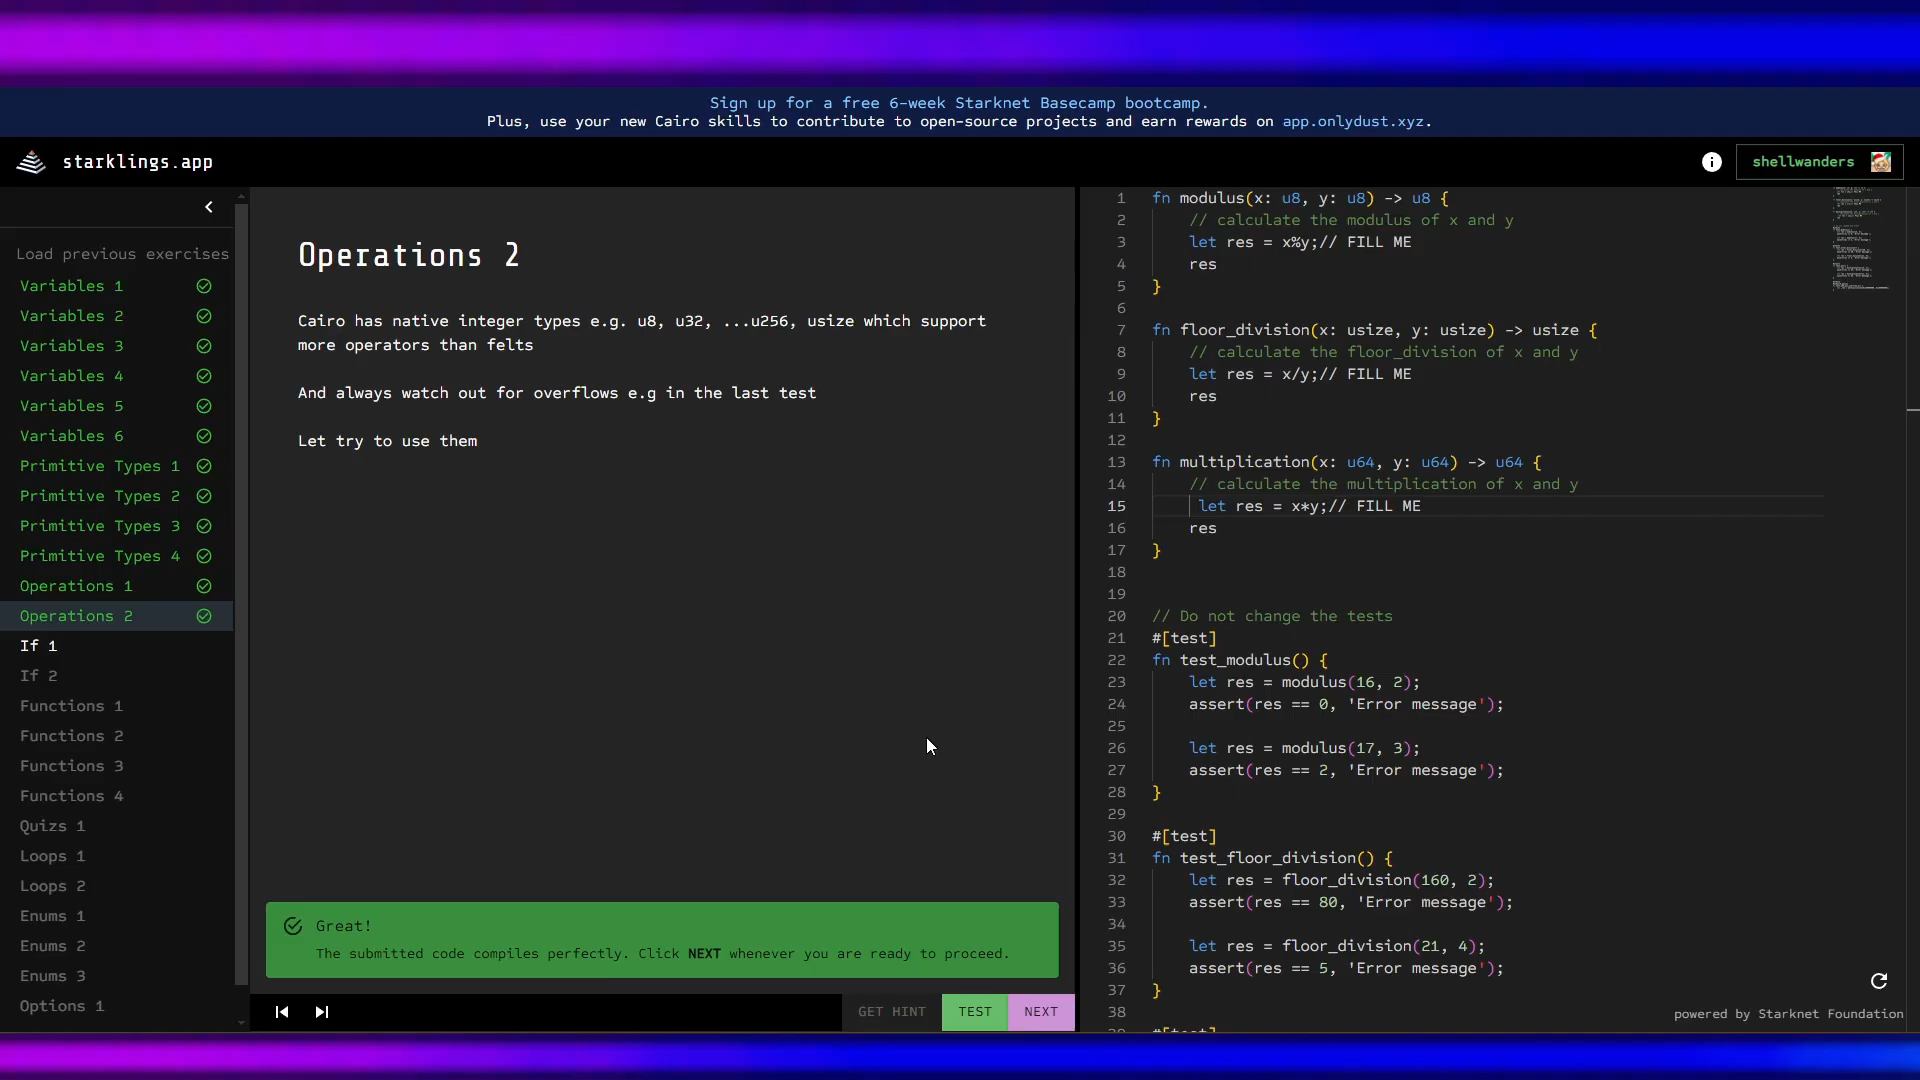 Sign up for a free 6-week Starknet Basecamp bootcamp.
Plus, use your new Cairo skills to contribute to open-source projects and earn rewards on app.onlydust.xyz.
starklings.app
shellwanders
Load previous exercises
Variables 1
Variables 2
Variables 3
Variables 4
Variables 5
Variables 6
Primitive Types 1
Primitive Types 2
Primitive Types 3
Primitive Types 4
Operations 1
Operations 2
If 1
If 2
Functions 1
Functions 2
Functions 3
Functions 4
Quizs 1
Loops 1
Loops 2
Enums 1
Enums 2
Enums 3
Options 1
Operations 2
Cairo has native integer types e.g. u8, u32, ...u256, usize which support
more operators than felts
And always watch out for overflows e.g in the last test
Let try to use them
Great!
The submitted code compiles perfectly. Click NEXT whenever you are ready to proceed.
GET HINT
TEST
NEXT
1 fn modulus(x: u8, y: u8) -> u8 {
2 // calculate the modulus of x and y
3 let res = x%y;// FILL ME
4 res
5 }
6
7 fn floor_division(x: usize, y: usize) -> usize {
8 // calculate the floor_division of x and y
9 let res = x/y;// FILL ME
10 res
11 }
12
13 fn multiplication(x: u64, y: u64) -> u64 {
14 // calculate the multiplication of x and y
15 let res = x*y;// FILL ME
16 res
17 }
18
19
20 // Do not change the tests
21 #[test]
22 fn test_modulus() {
23 let res = modulus(16, 2);
24 assert(res == 0, 'Error message');
25
26 let res = modulus(17, 3);
27 assert(res == 2, 'Error message');
28 }
29
30 #[test]
31 fn test_floor_division() {
32 let res = floor_division(160, 2);
33 assert(res == 80, 'Error message');
34
35 let res = floor_division(21, 4);
36 assert(res == 5, 'Error message');
37 }
38
powered by Starknet Foundation